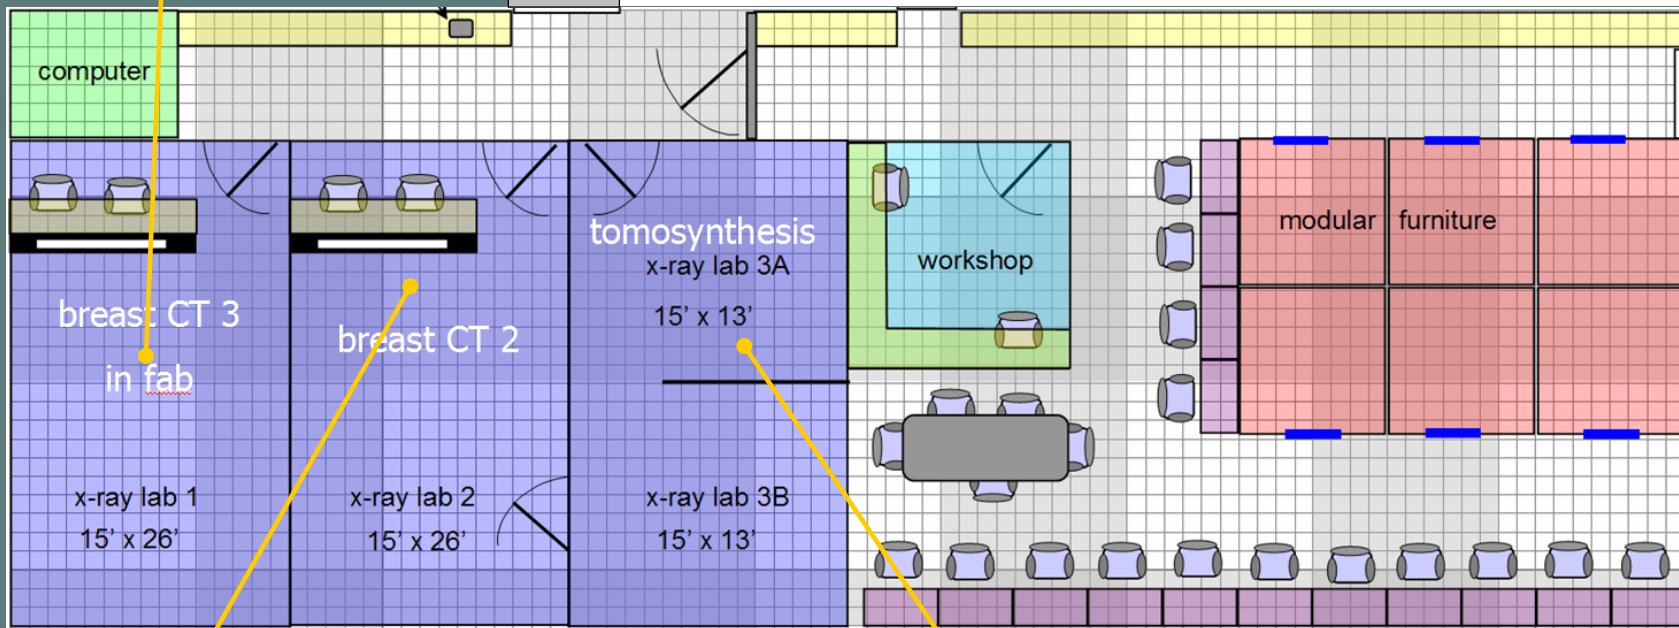 computer
breast CT 3
in fab
x-ray lab 1
15’ x 26’
breast CT 2
x-ray lab 2
15’ x 26’
tomosynthesis
x-ray lab 3A
15’ x 13’
x-ray lab 3B
15’ x 13’
workshop
modular furniture